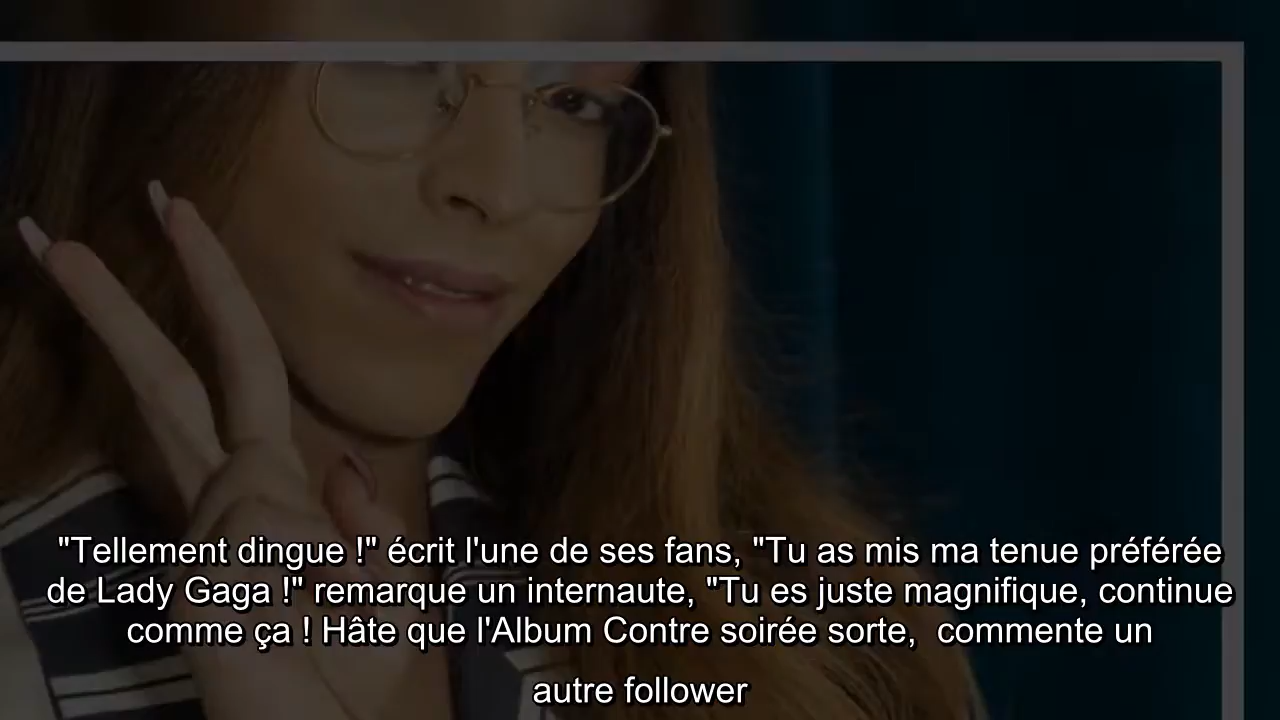 "Tellement dingue !" écrit l'une de ses fans, "Tu as mis ma tenue préférée
de Lady Gaga !" remarque un internaute, "Tu es juste magnifique, continue
comme ça ! Hâte que l'Album Contre soirée sorte,  commente un
autre follower